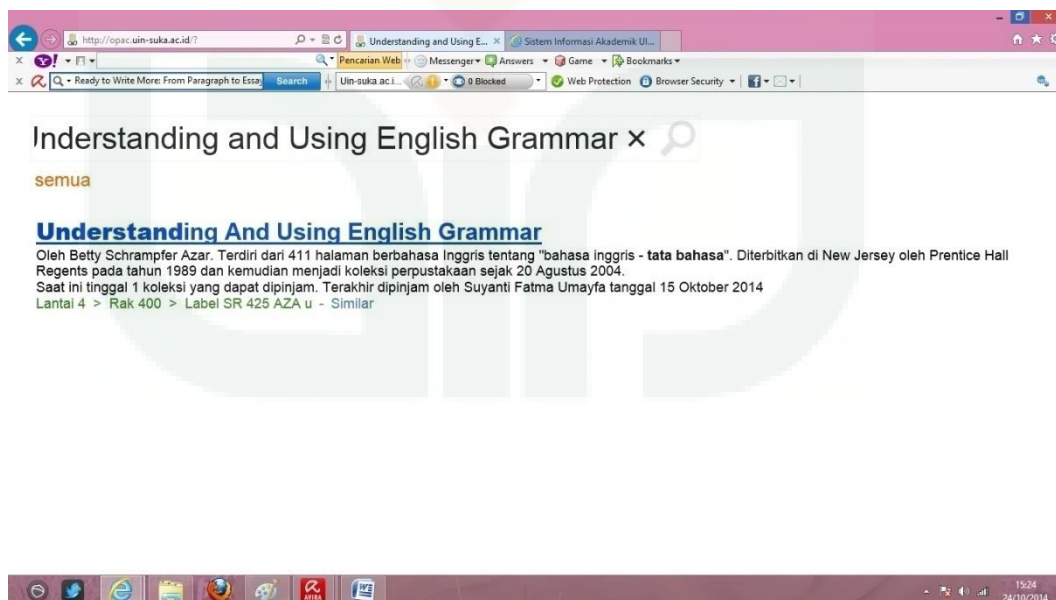 http://opac.uin-suka.ac.id/?
Understanding and Using E...
Sistem Informasi Akademik UI...
Pencarian Web
Messenger
Answers
Game
Bookmarks
Ready to Write More: From Paragraph to Essay
Search
Uin-suka.ac.i...
0 Blocked
Web Protection
Browser Security
Understanding and Using English Grammar ×
semua
Understanding And Using English Grammar
Oleh Betty Schrampfer Azar. Terdiri dari 411 halaman berbahasa Inggris tentang "bahasa inggris - tata bahasa". Diterbitkan di New Jersey oleh Prentice Hall
Regents pada tahun 1989 dan kemudian menjadi koleksi perpustakaan sejak 20 Agustus 2004.
Saat ini tinggal 1 koleksi yang dapat dipinjam. Terakhir dipinjam oleh Suyanti Fatma Umayfa tanggal 15 Oktober 2014
Lantai 4 > Rak 400 > Label SR 425 AZA u - Similar
AVIRA
15:24
24/10/2014